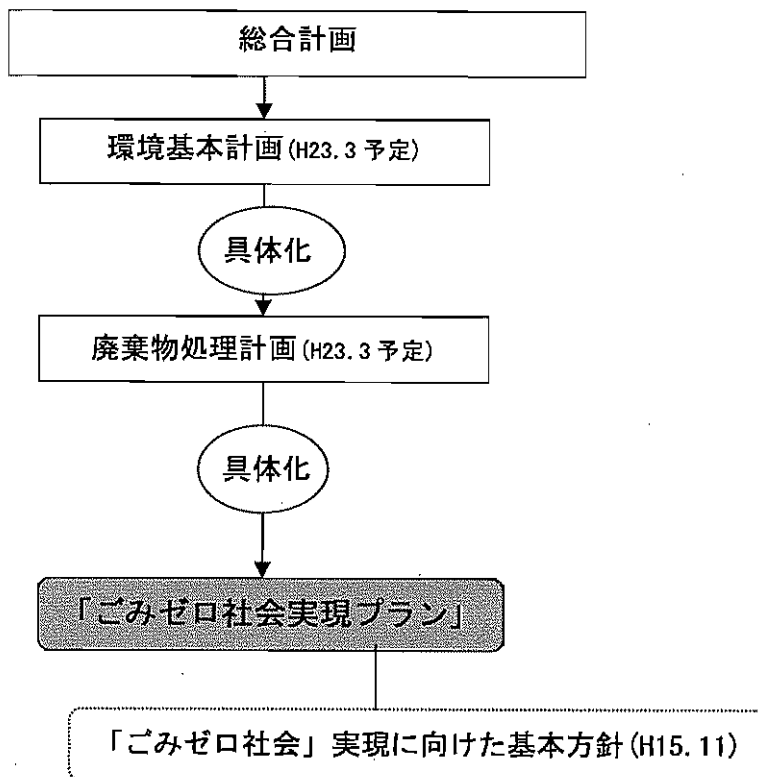 総合計画
環境基本計画(H23.3 予定)
具体化
廃棄物処理計画(H23.3 予定)
具体化
「ごみゼロ社会実現プラン」
「ごみゼロ社会」実現に向けた基本方針(H15.11)